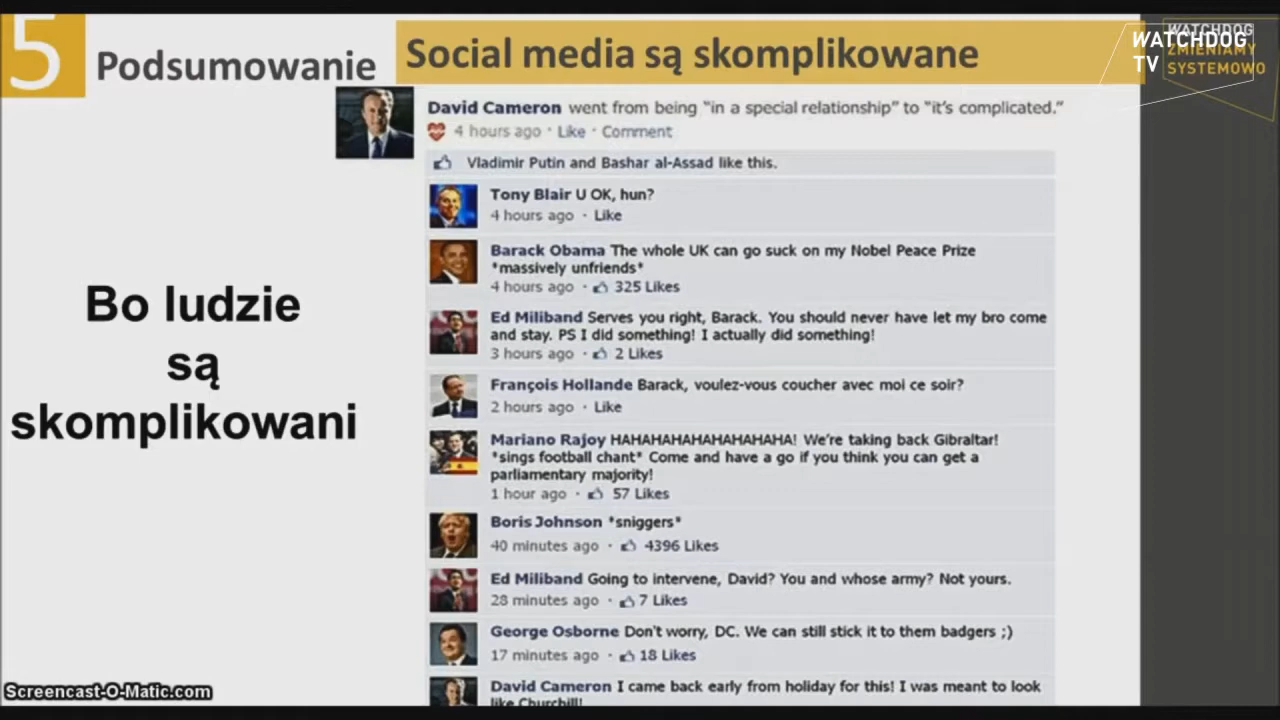 5
Podsumowanie
Social media są skomplikowane
WATCHDOG
TV
WATCHDOG
ZMIENIAMY
SYSTEMOWO
David Cameron went from being "in a special relationship" to "it's complicated."
4 hours ago · Like · Comment
Vladimir Putin and Bashar al-Assad like this.
Tony Blair U OK, hun?
4 hours ago · Like
Barack Obama The whole UK can go suck on my Nobel Peace Prize
*massively unfriends*
4 hours ago · 325 Likes
Ed Miliband Serves you right, Barack. You should never have let my bro come
and stay. PS I did something! I actually did something!
3 hours ago · 2 Likes
François Hollande Barack, voulez-vous coucher avec moi ce soir?
2 hours ago · Like
Mariano Rajoy HAHAHAHAHAHAHAHA! We're taking back Gibraltar!
*sings football chant* Come and have a go if you think you can get a
parliamentary majority!
1 hour ago · 57 Likes
Boris Johnson *sniggers*
40 minutes ago · 4396 Likes
Ed Miliband Going to intervene, David? You and whose army? Not yours.
28 minutes ago · 7 Likes
George Osborne Don't worry, DC. We can still stick it to them badgers ;)
17 minutes ago · 18 Likes
David Cameron I came back early from holiday for this! I was meant to look
like Churchill!
Bo ludzie
są
skomplikowani
Screencast-O-Matic.com